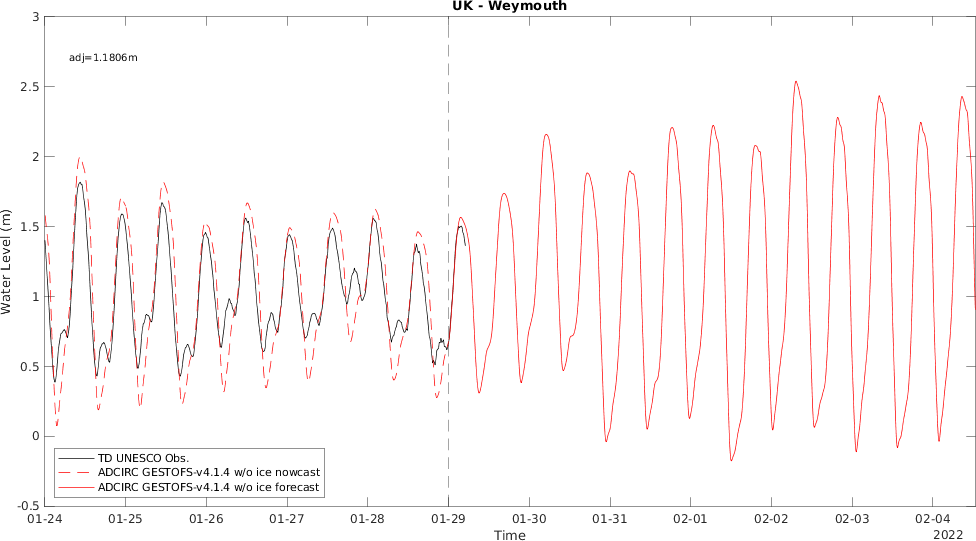 UK - Weymouth
3
adj=1.1806m
2.5
2
1.5
1
0.5
0
-0.5
Water Level (m)
TD UNESCO Obs.
ADCIRC GESTOFS-v4.1.4 w/o ice nowcast
ADCIRC GESTOFS-v4.1.4 w/o ice forecast
01-24 01-25 01-26 01-27 01-28 01-29 01-30 01-31 02-01 02-02 02-03 02-04
Time
2022